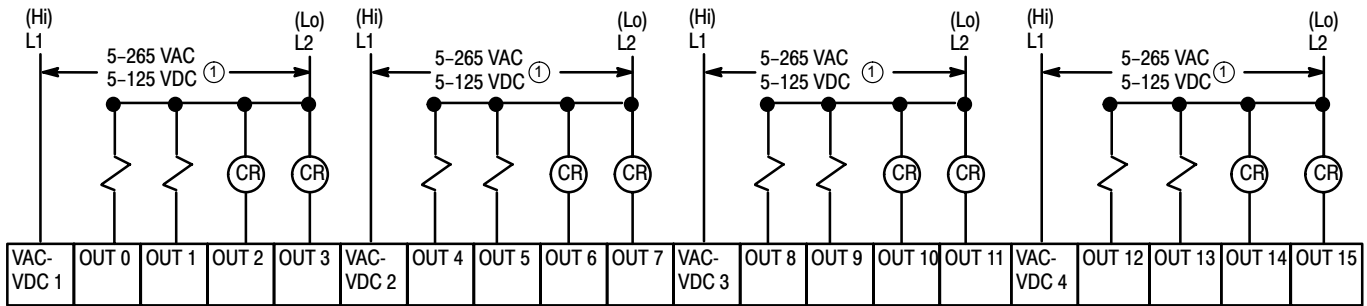 (Hi) (Lo) (Hi) (Lo) (Hi) (Lo) (Hi) (Lo)
L1 L2 L1 L2 L1 L2 L1 L2
5–265 VAC 5–265 VAC 5–265 VAC 5–265 VAC
5–125 VDC ① 5–125 VDC ① 5–125 VDC ① 5–125 VDC ①
CR CR CR CR CR CR CR CR
VAC- OUT 0 OUT 1 OUT 2 OUT 3 VAC- OUT 4 OUT 5 OUT 6 OUT 7 VAC- OUT 8 OUT 9 OUT 10 OUT 11 VAC- OUT 12 OUT 13 OUT 14 OUT 15
VDC 1 VDC 2 VDC 3 VDC 4